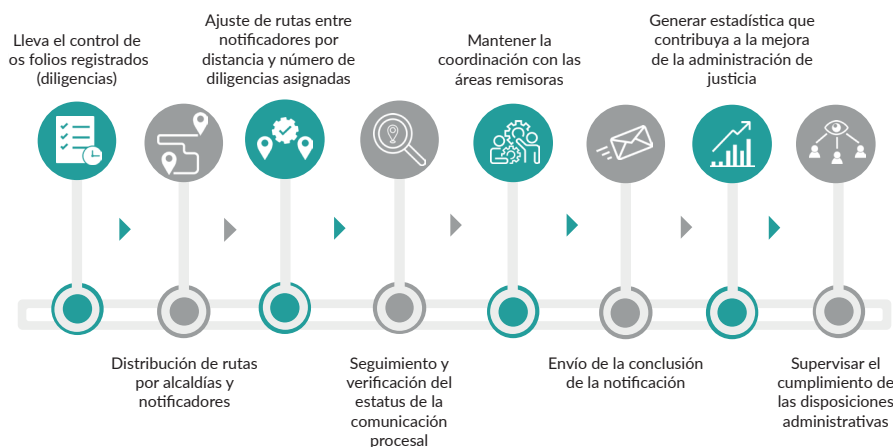 Lleva el control de
os folios registrados
(diligencias)
Distribución de rutas
por alcaldías y
notificadores
Ajuste de rutas entre
notificadores por
distancia y número de
diligencias asignadas
Seguimiento y
verificación del
estatus de la
comunicación
procesal
Mantener la
coordinación con las
áreas remisoras
Envío de la conclusión
de la notificación
Generar estadística que
contribuya a la mejora
de la administración de
justicia
Supervisar el
cumplimiento de
las disposiciones
administrativas